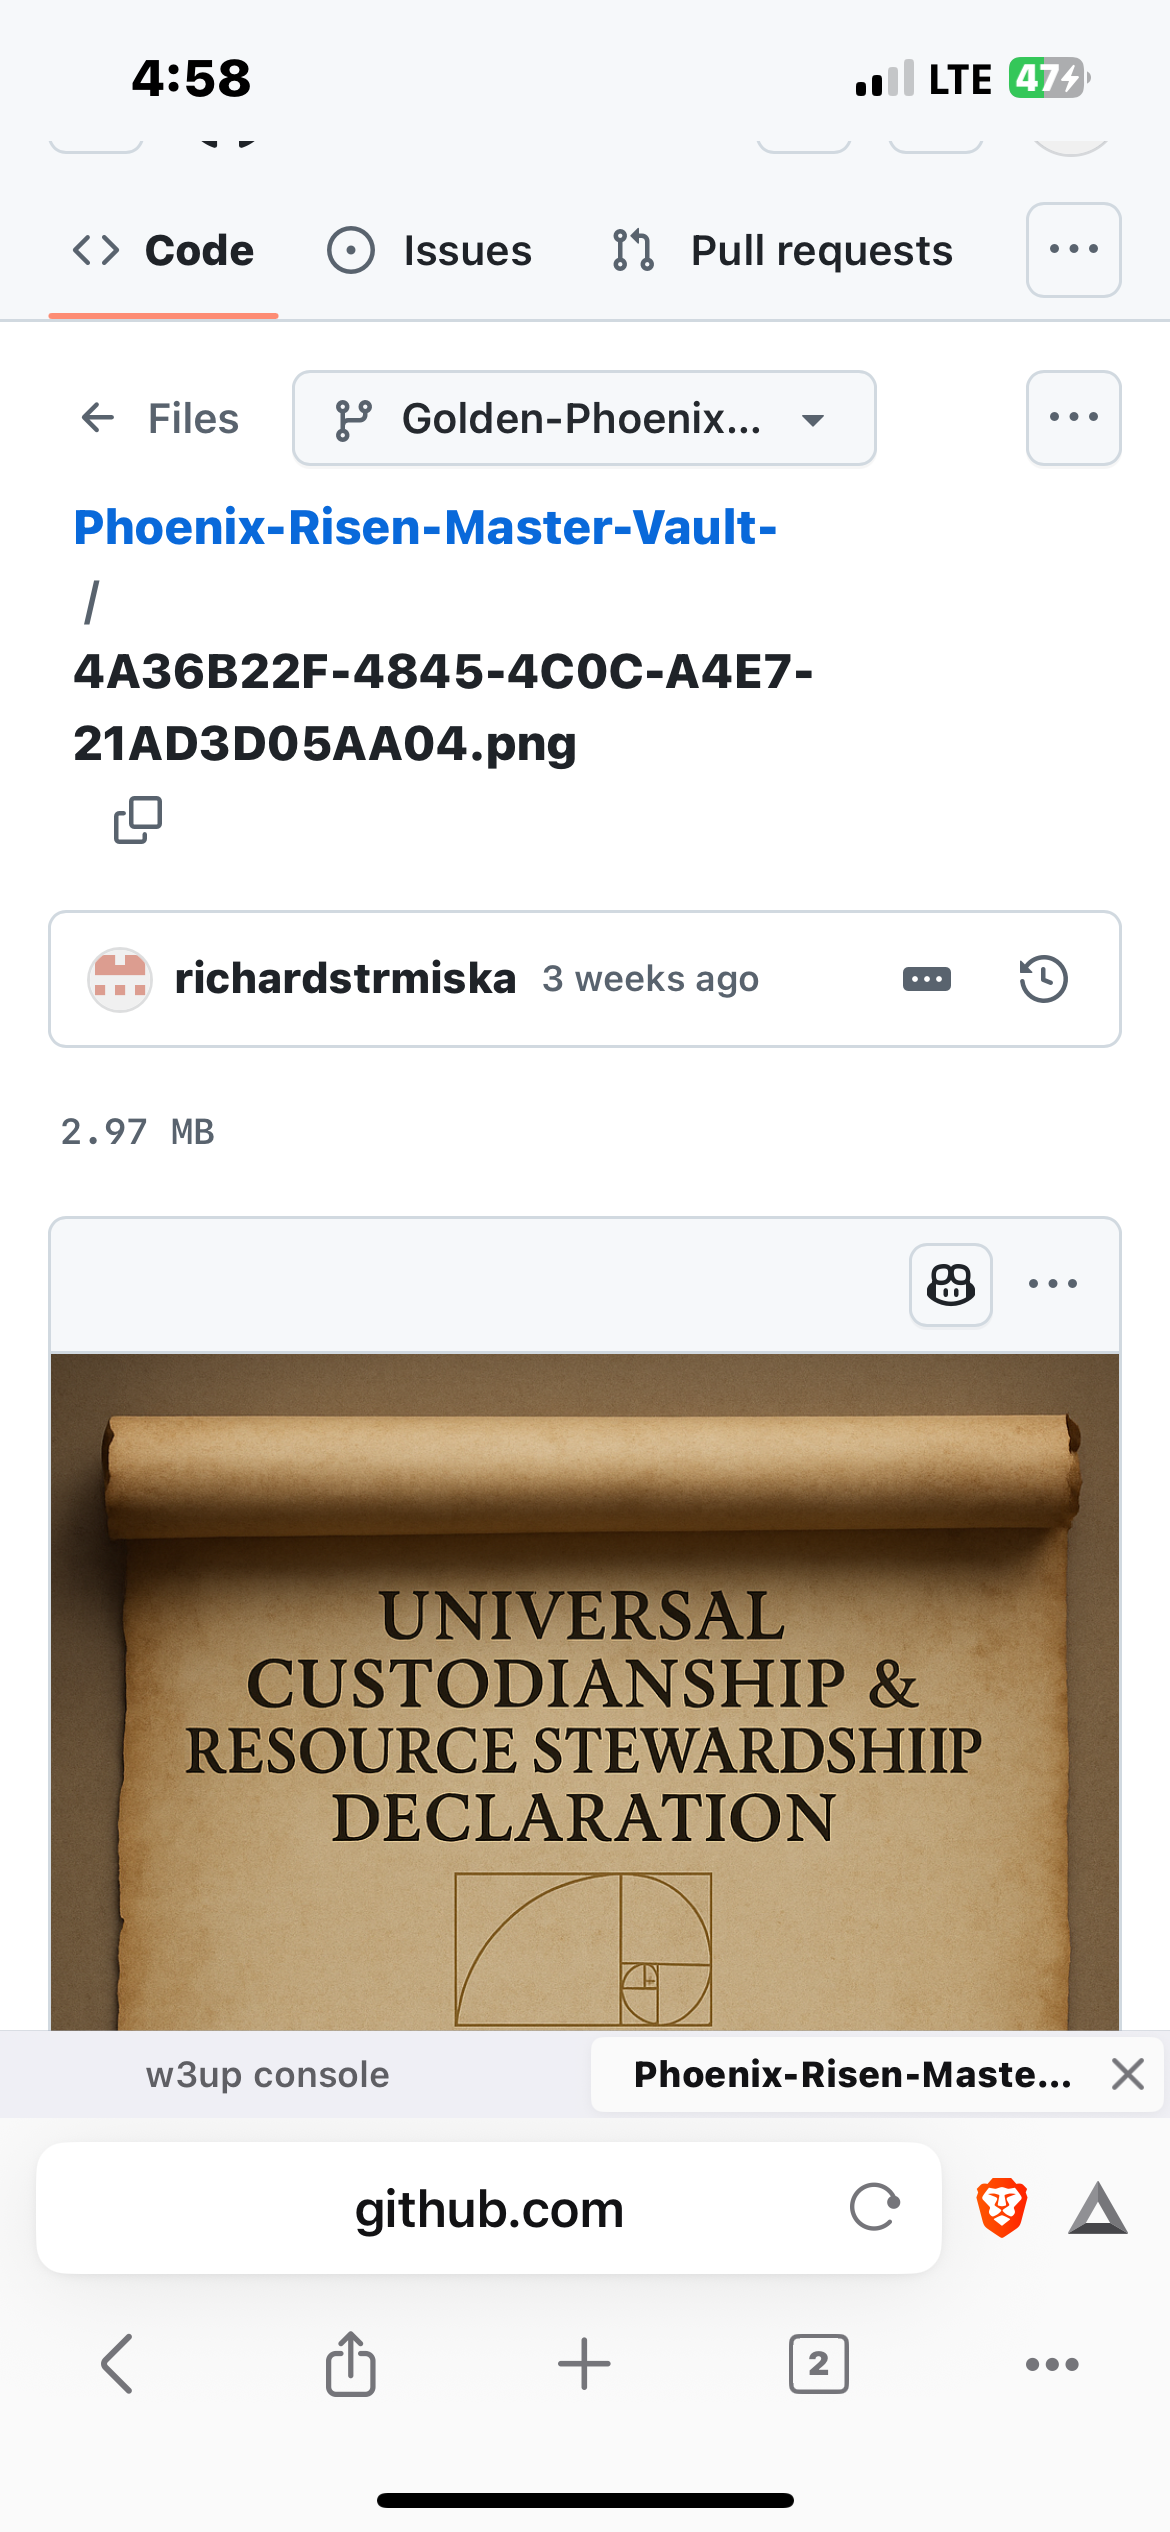 4:58
LTE 47
Code Issues Pull requests
Files Golden-Phoenix...
Phoenix-Risen-Master-Vault-
/
4A36B22F-4845-4C0C-A4E7-
21AD3D05AA04.png
richardstrmiska 3 weeks ago
2.97 MB
UNIVERSAL
CUSTODIANSHIP &
RESOURCE STEWARDSHIIP
DECLARATION
w3up console Phoenix-Risen-Maste...
github.com
2